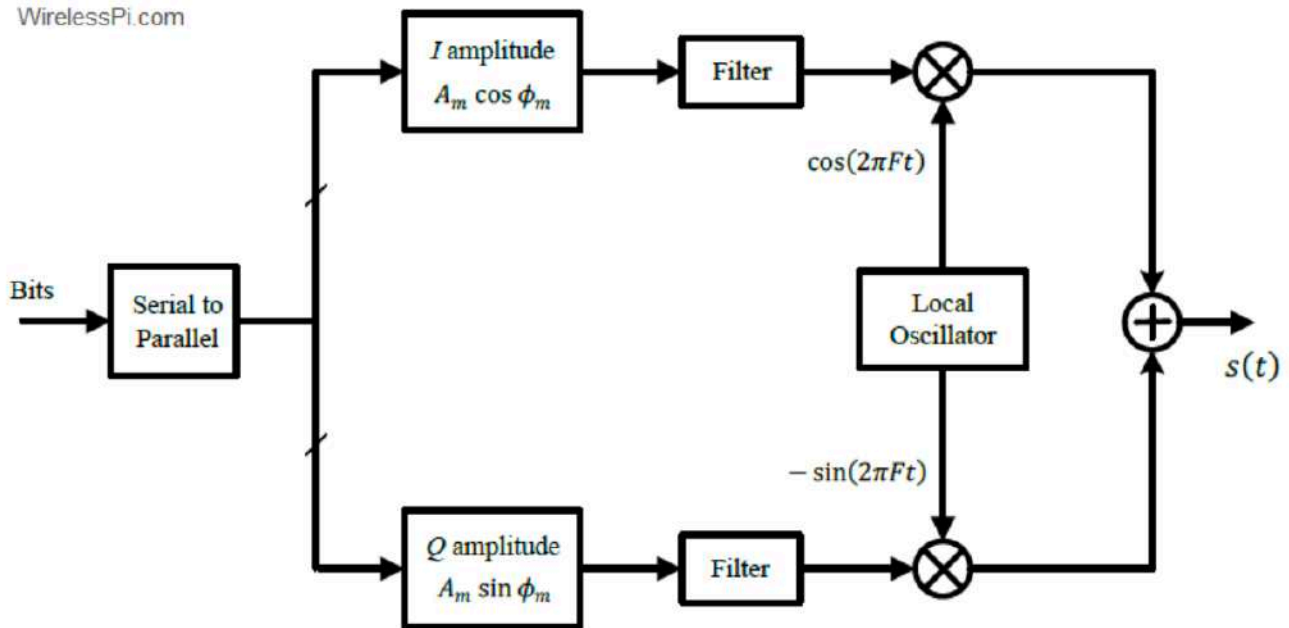 WirelessPi.com
I amplitude
A_m cos ϕ_m
Filter
cos(2πFt)
Bits
Serial to
Parallel
Local
Oscillator
s(t)
− sin(2πFt)
Q amplitude
A_m sin ϕ_m
Filter